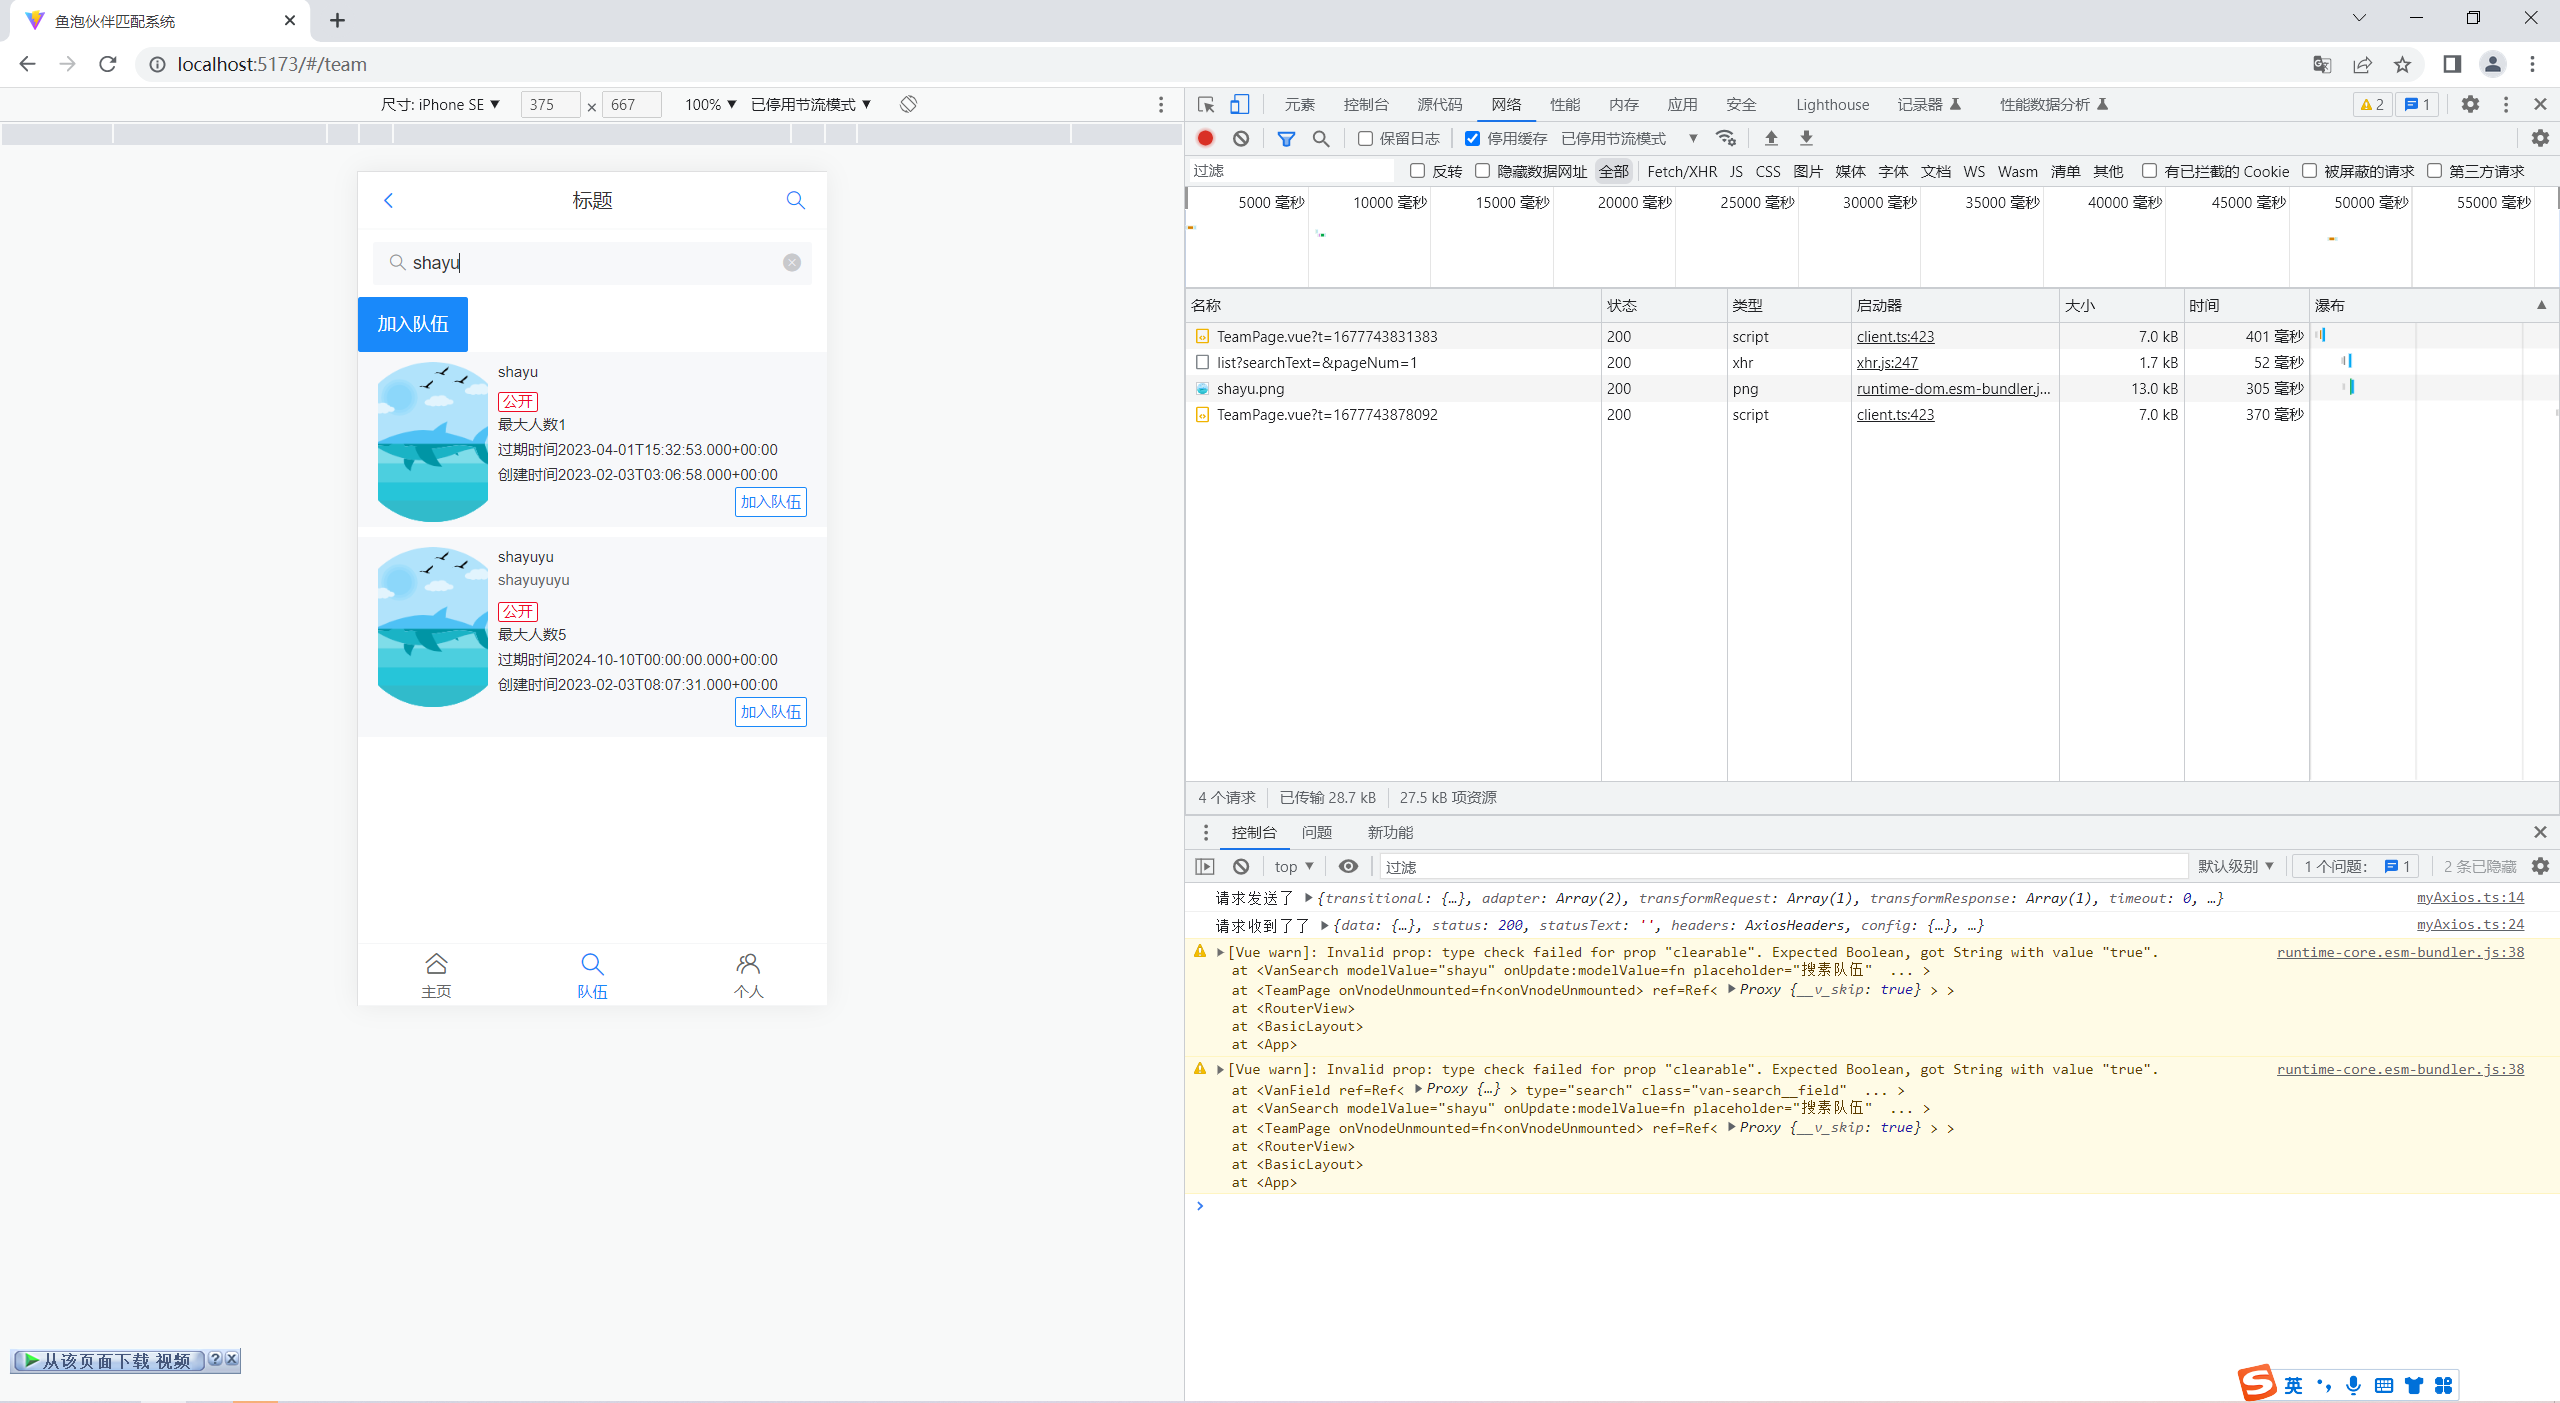 鱼泡伙伴匹配系统
localhost:5173/#/team
尺寸: iPhone SE ▼ 375 × 667 100% ▼ 已停用节流模式 ▼
标题
shayu
加入队伍
shayu
公开
最大人数1
过期时间2023-04-01T15:32:53.000+00:00
创建时间2023-02-03T03:06:58.000+00:00
加入队伍
shayuyu
shayuyuyu
公开
最大人数5
过期时间2024-10-10T00:00:00.000+00:00
创建时间2023-02-03T08:07:31.000+00:00
加入队伍
主页 队伍 个人
从该页面下载 视频 ? x
元素 控制台 源代码 网络 性能 内存 应用 安全 Lighthouse 记录器 性能数据分析 2 1
保留日志 停用缓存 已停用节流模式 ▼
过滤 反转 隐藏数据网址 全部 Fetch/XHR JS CSS 图片 媒体 字体 文档 WS Wasm 清单 其他 有已拦截的 Cookie 被屏蔽的请求 第三方请求
5000 毫秒 10000 毫秒 15000 毫秒 20000 毫秒 25000 毫秒 30000 毫秒 35000 毫秒 40000 毫秒 45000 毫秒 50000 毫秒 55000 毫秒
名称 状态 类型 启动器 大小 时间 瀑布 ▲
TeamPage.vue?t=1677743831383 200 script client.ts:423 7.0 kB 401 毫秒
list?searchText=&pageNum=1 200 xhr xhr.js:247 1.7 kB 52 毫秒
shayu.png 200 png runtime-dom.esm-bundler.j... 13.0 kB 305 毫秒
TeamPage.vue?t=1677743878092 200 script client.ts:423 7.0 kB 370 毫秒
4 个请求 已传输 28.7 kB 27.5 kB 项资源
控制台 问题 新功能
top ▼ 过滤 默认级别 ▼ 1 个问题: 1 2 条已隐藏
请求发送了 ▶{transitional: {…}, adapter: Array(2), transformRequest: Array(1), transformResponse: Array(1), timeout: 0, …} myAxios.ts:14
请求收到了了 ▶{data: {…}, status: 200, statusText: '', headers: AxiosHeaders, config: {…}, …} myAxios.ts:24
▶[Vue warn]: Invalid prop: type check failed for prop "clearable". Expected Boolean, got String with value "true". runtime-core.esm-bundler.js:38
at <VanSearch modelValue="shayu" onUpdate:modelValue=fn placeholder="搜素队伍" ... >
at <TeamPage onVnodeUnmounted=fn<onVnodeUnmounted> ref=Ref< ▶Proxy {__v_skip: true} > >
at <RouterView>
at <BasicLayout>
at <App>
▶[Vue warn]: Invalid prop: type check failed for prop "clearable". Expected Boolean, got String with value "true". runtime-core.esm-bundler.js:38
at <VanField ref=Ref< ▶Proxy {…} > type="search" class="van-search__field" ... >
at <VanSearch modelValue="shayu" onUpdate:modelValue=fn placeholder="搜素队伍" ... >
at <TeamPage onVnodeUnmounted=fn<onVnodeUnmounted> ref=Ref< ▶Proxy {__v_skip: true} > >
at <RouterView>
at <BasicLayout>
at <App>
S 英